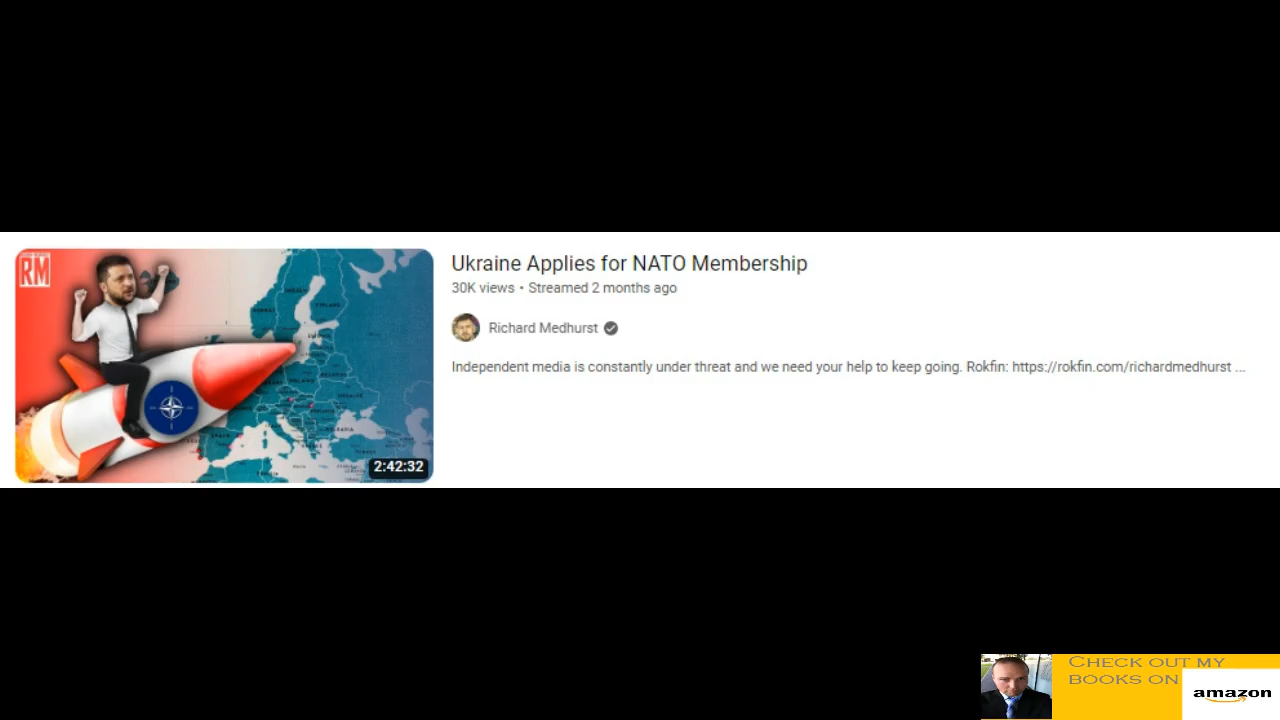 RM
Ukraine Applies for NATO Membership
30K views • Streamed 2 months ago
Richard Medhurst
Independent media is constantly under threat and we need your help to keep going. Rokfin: https://rokfin.com/richardmedhurst ...
2:42:32
Check out my
books on
amazon